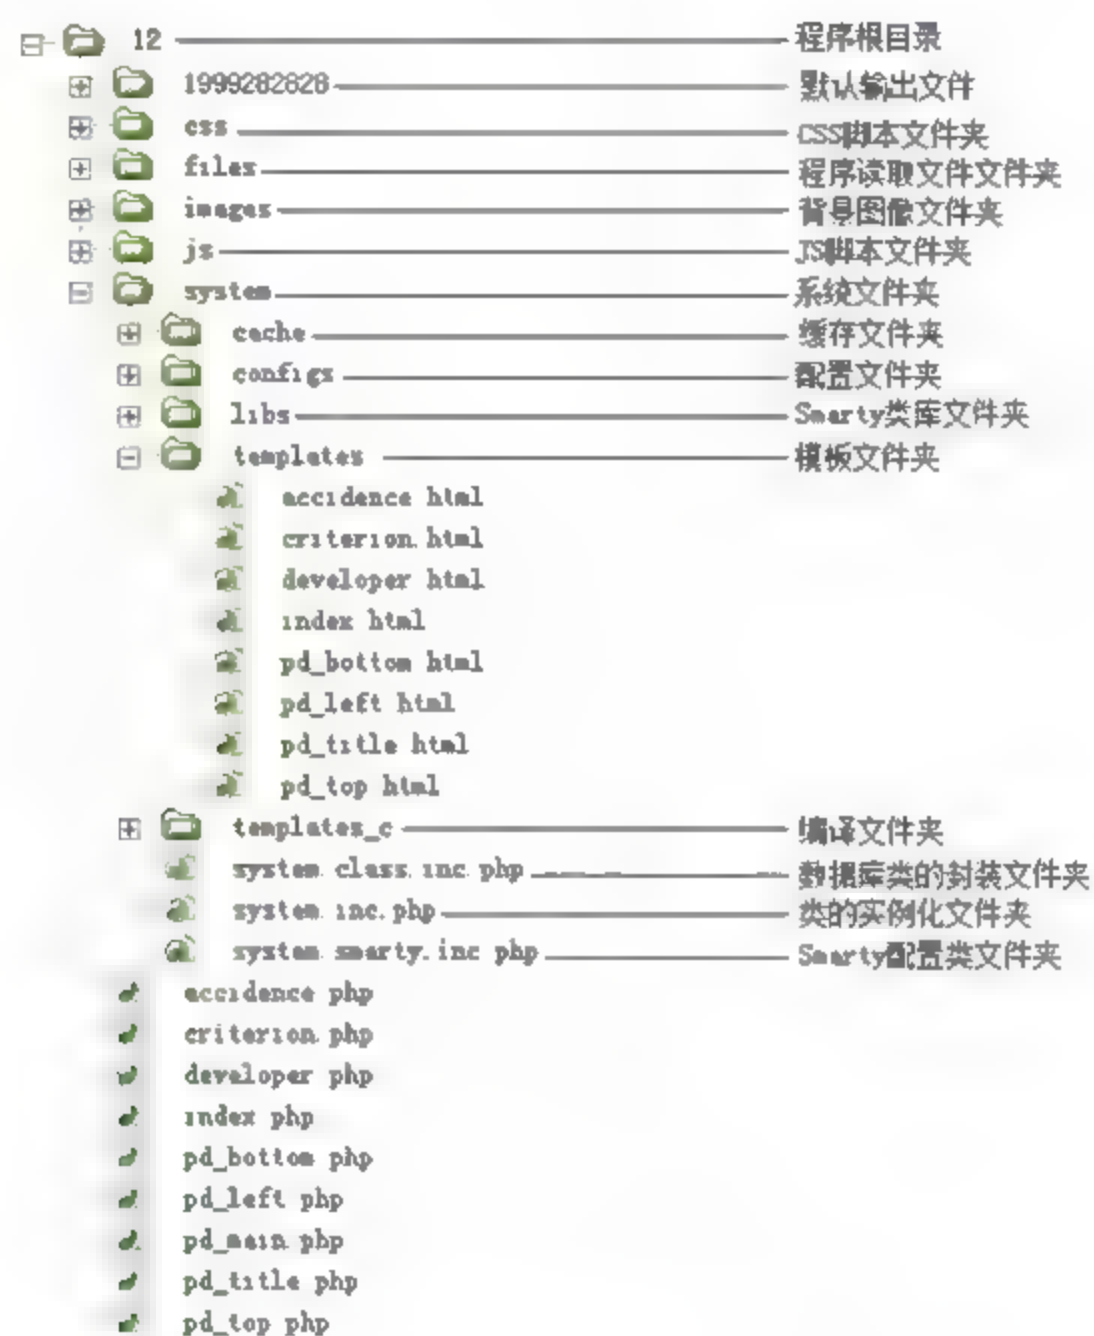 12 程序根目录
1999282828 默认输出文件
css CSS脚本文件夹
files 程序读取文件文件夹
images 背景图像文件夹
js JS脚本文件夹
system 系统文件夹
cache 缓存文件夹
configs 配置文件夹
libs Smarty类库文件夹
templates 模板文件夹
accidence.html
criterion.html
developer.html
index.html
pd_bottom.html
pd_left.html
pd_title.html
pd_top.html
templates_c 编译文件夹
system.class.inc.php 数据库类的封装文件夹
system.inc.php 类的实例化文件夹
system.smarty.inc.php Smarty配置类文件夹
accidence.php
criterion.php
developer.php
index.php
pd_bottom.php
pd_left.php
pd_main.php
pd_title.php
pd_top.php